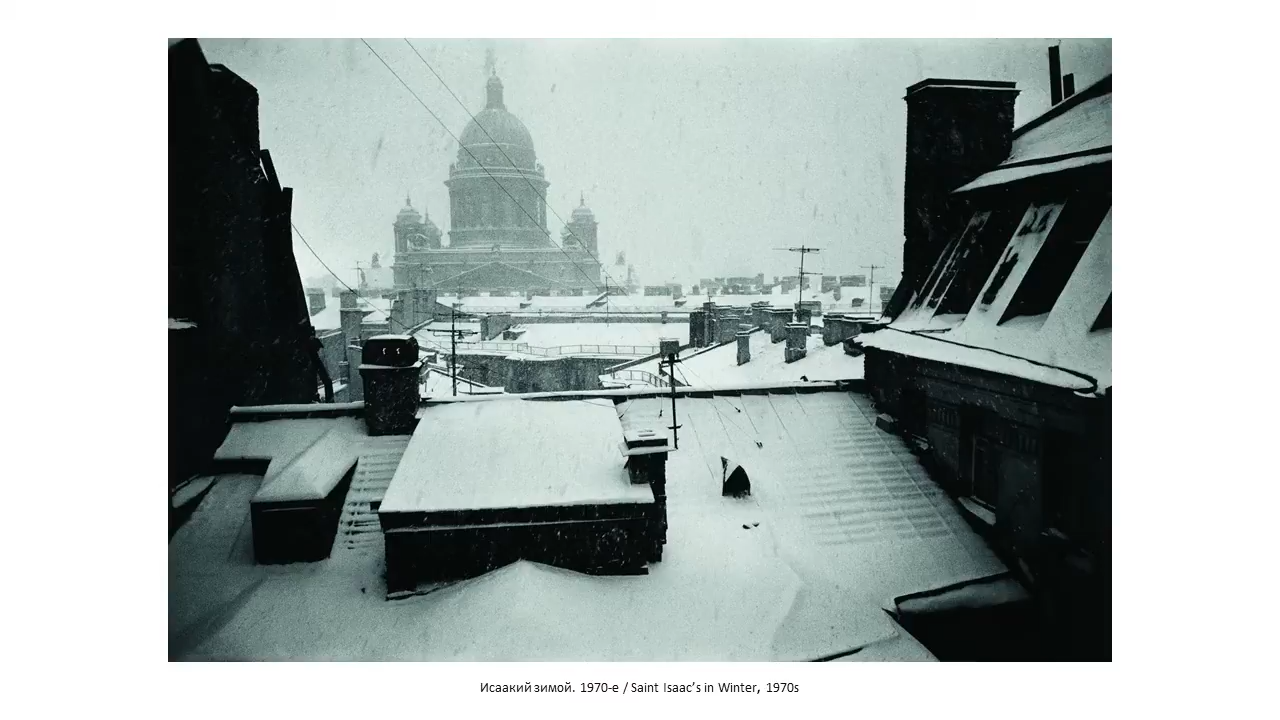 Исаакий зимой. 1970-е / Saint Isaac’s in Winter, 1970s